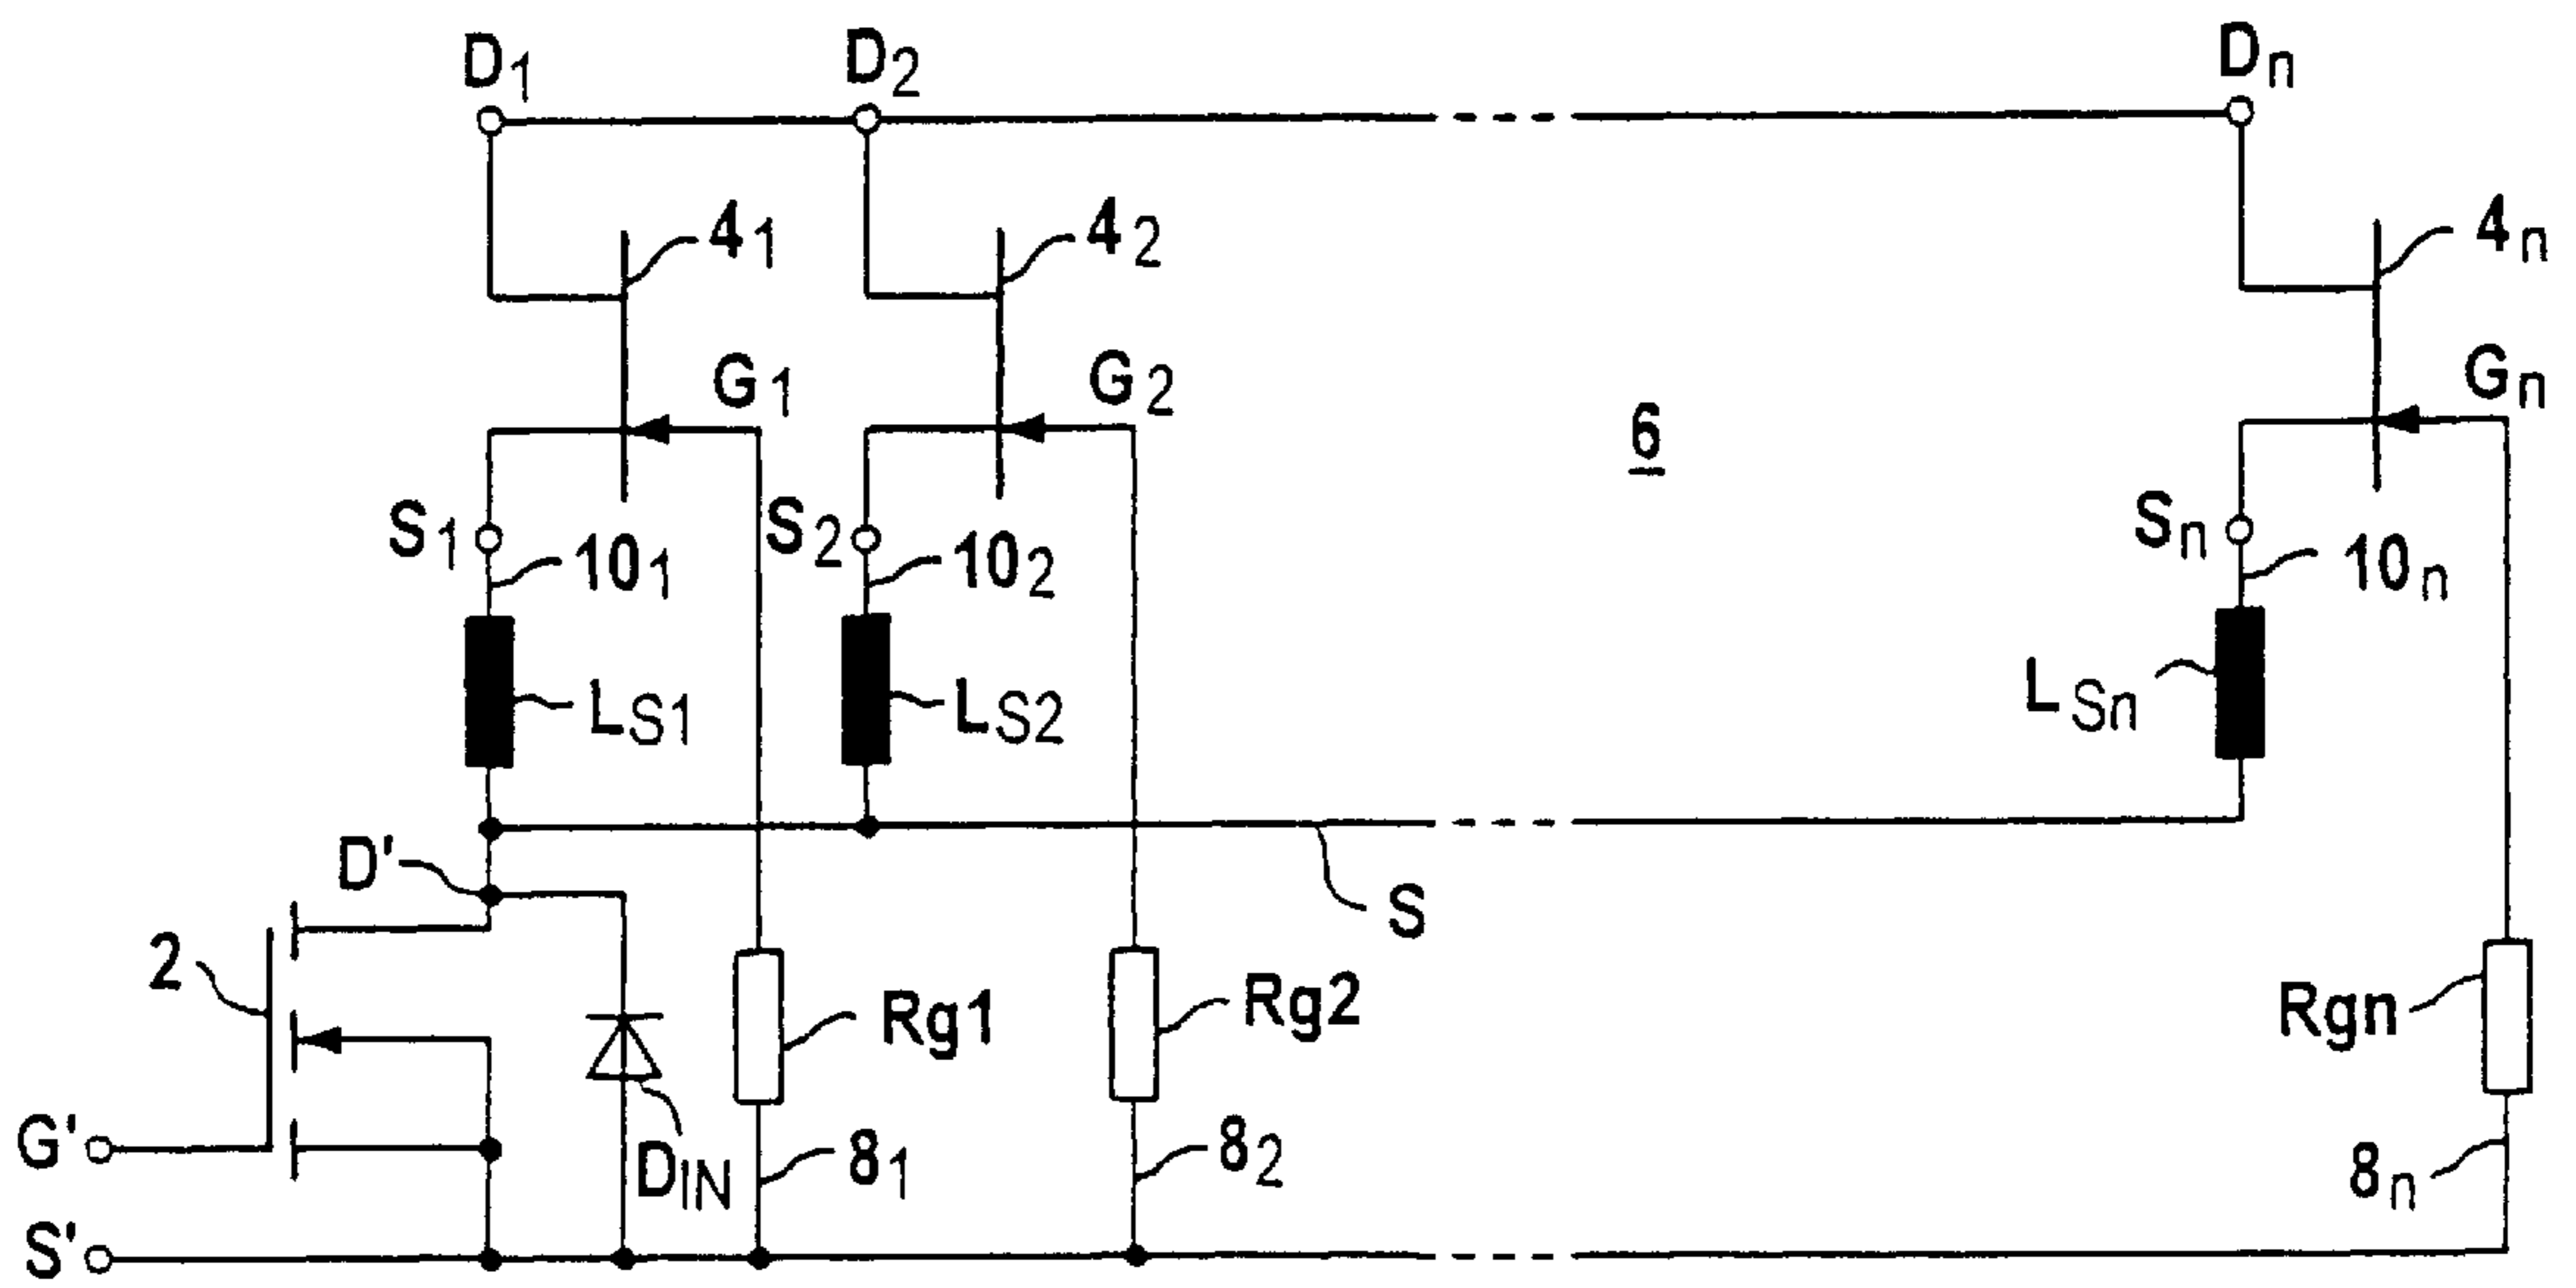 D1 D2 Dn
41 42 4n
G1 G2 Gn
6
S1 101 S2 102 Sn 10n
LS1 LS2 LSn
D' S
2 Rg1 Rg2 Rgn
G' DIN 81 82 8n
S'